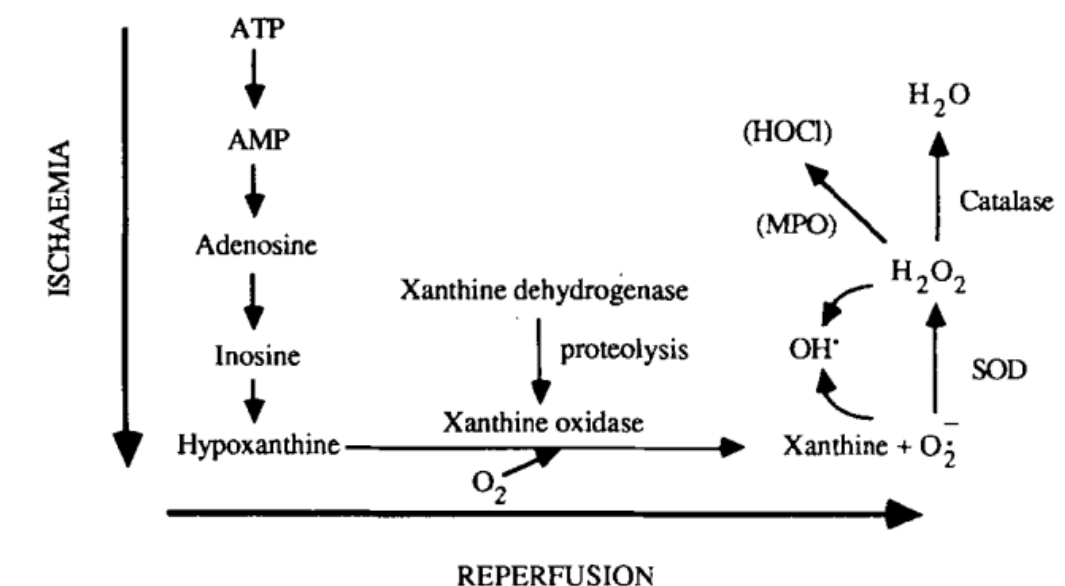 ATP
AMP
Adenosine
Inosine
Hypoxanthine
ISCHAEMIA
Xanthine dehydrogenase
proteolysis
Xanthine oxidase
O2
(HOCl)
(MPO)
H2O
Catalase
H2O2
OH·
SOD
Xanthine + O2·−
REPERFUSION